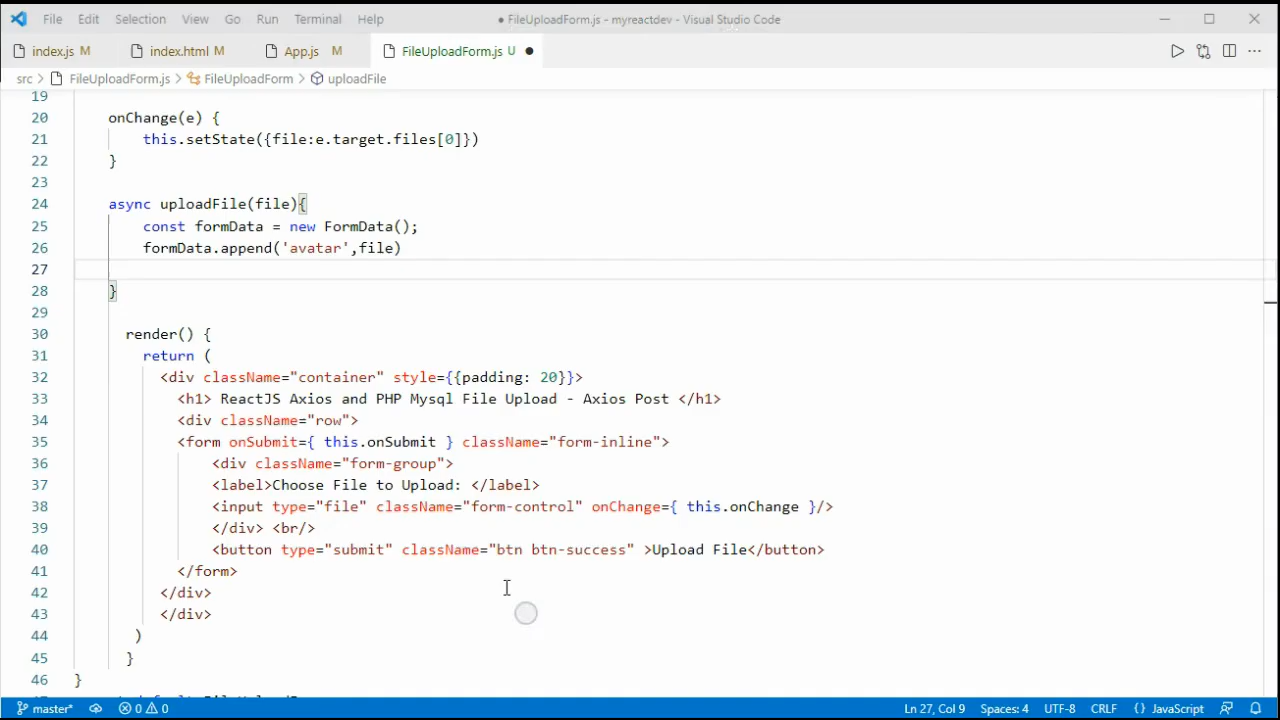 File Edit Selection View Go Run Terminal Help ● FileUploadForm.js - myreactdev - Visual Studio Code
index.js M index.html M App.js M FileUploadForm.js U ●
src > FileUploadForm.js > FileUploadForm > uploadFile
19
20 onChange(e) {
21 this.setState({file:e.target.files[0]})
22 }
23
24 async uploadFile(file){
25 const formData = new FormData();
26 formData.append('avatar',file)
27
28 }
29
30 render() {
31 return (
32 <div className="container" style={{padding: 20}}>
33 <h1> ReactJS Axios and PHP Mysql File Upload - Axios Post </h1>
34 <div className="row">
35 <form onSubmit={ this.onSubmit } className="form-inline">
36 <div className="form-group">
37 <label>Choose File to Upload: </label>
38 <input type="file" className="form-control" onChange={ this.onChange }/>
39 </div> <br/>
40 <button type="submit" className="btn btn-success" >Upload File</button>
41 </form>
42 </div>
43 </div>
44 )
45 }
46 }
master* 0 0 Ln 27, Col 9 Spaces: 4 UTF-8 CRLF {} JavaScript